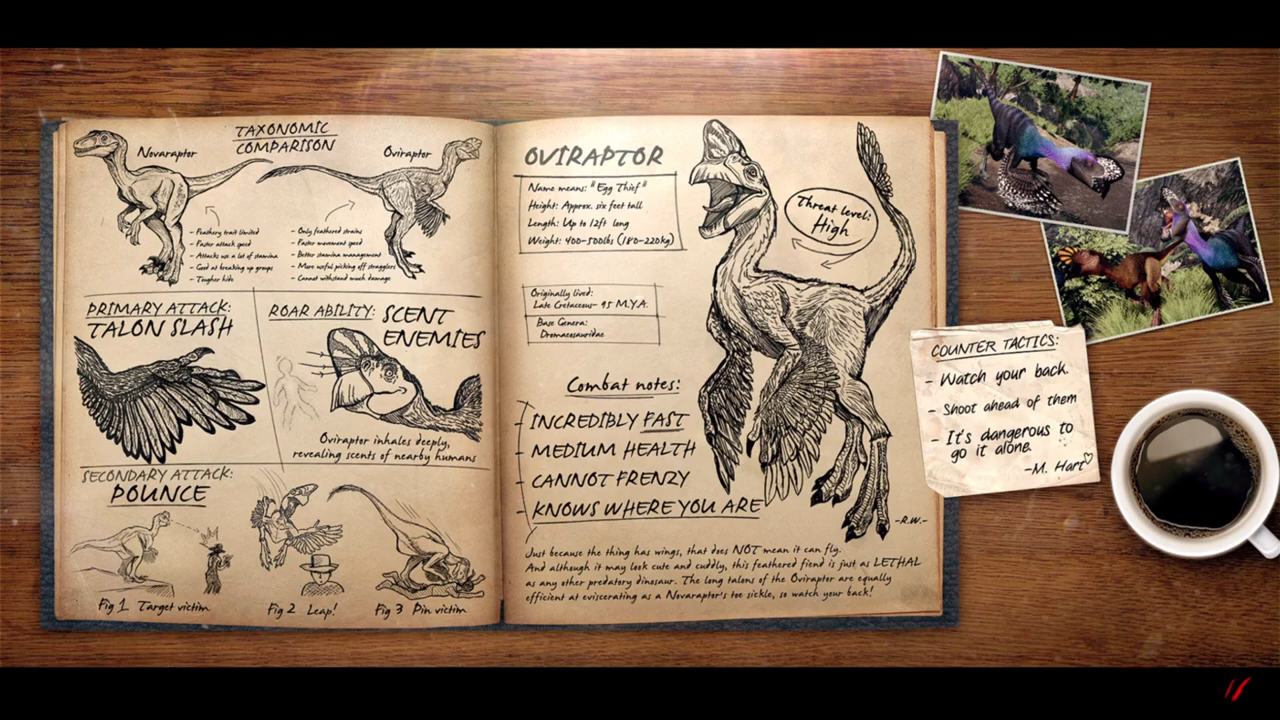 TAXONOMIC
COMPARISON
Novaraptor
Oviraptor
- Feathery trait limited
- Faster attack speed
- Attacks use a lot of stamina
- Good at breaking up groups
- Tougher hits
- Only feathered strains
- Faster movement speed
- Better stamina management
- More useful picking off stragglers
- Cannot withstand much damage
PRIMARY ATTACK:
TALON SLASH
ROAR ABILITY: SCENT
ENEMIES
Oviraptor inhales deeply,
revealing scents of nearby humans
SECONDARY ATTACK:
POUNCE
Fig 1 Target victim
Fig 2 Leap!
Fig 3 Pin victim
OVIRAPTOR
Name means: "Egg Thief"
Height: Approx. six feet tall
Length: Up to 12ft long
Weight: 400-500lbs (180-220kg)
Threat level:
High
Originally lived:
Late Cretaceous- 95 M.Y.A.
Base Genera:
Dromaeosauridae
Combat notes:
- INCREDIBLY FAST
- MEDIUM HEALTH
- CANNOT FRENZY
- KNOWS WHERE YOU ARE
-R.W.-
Just because the thing has wings, that does NOT mean it can fly.
And although it may look cute and cuddly, this feathered fiend is just as LETHAL
as any other predatory dinosaur. The long talons of the Oviraptor are equally
efficient at eviscerating as a Novaraptor's toe sickle, so watch your back!
COUNTER TACTICS:
- Watch your back.
- Shoot ahead of them
- It's dangerous to
go it alone.
-M. Hart♡